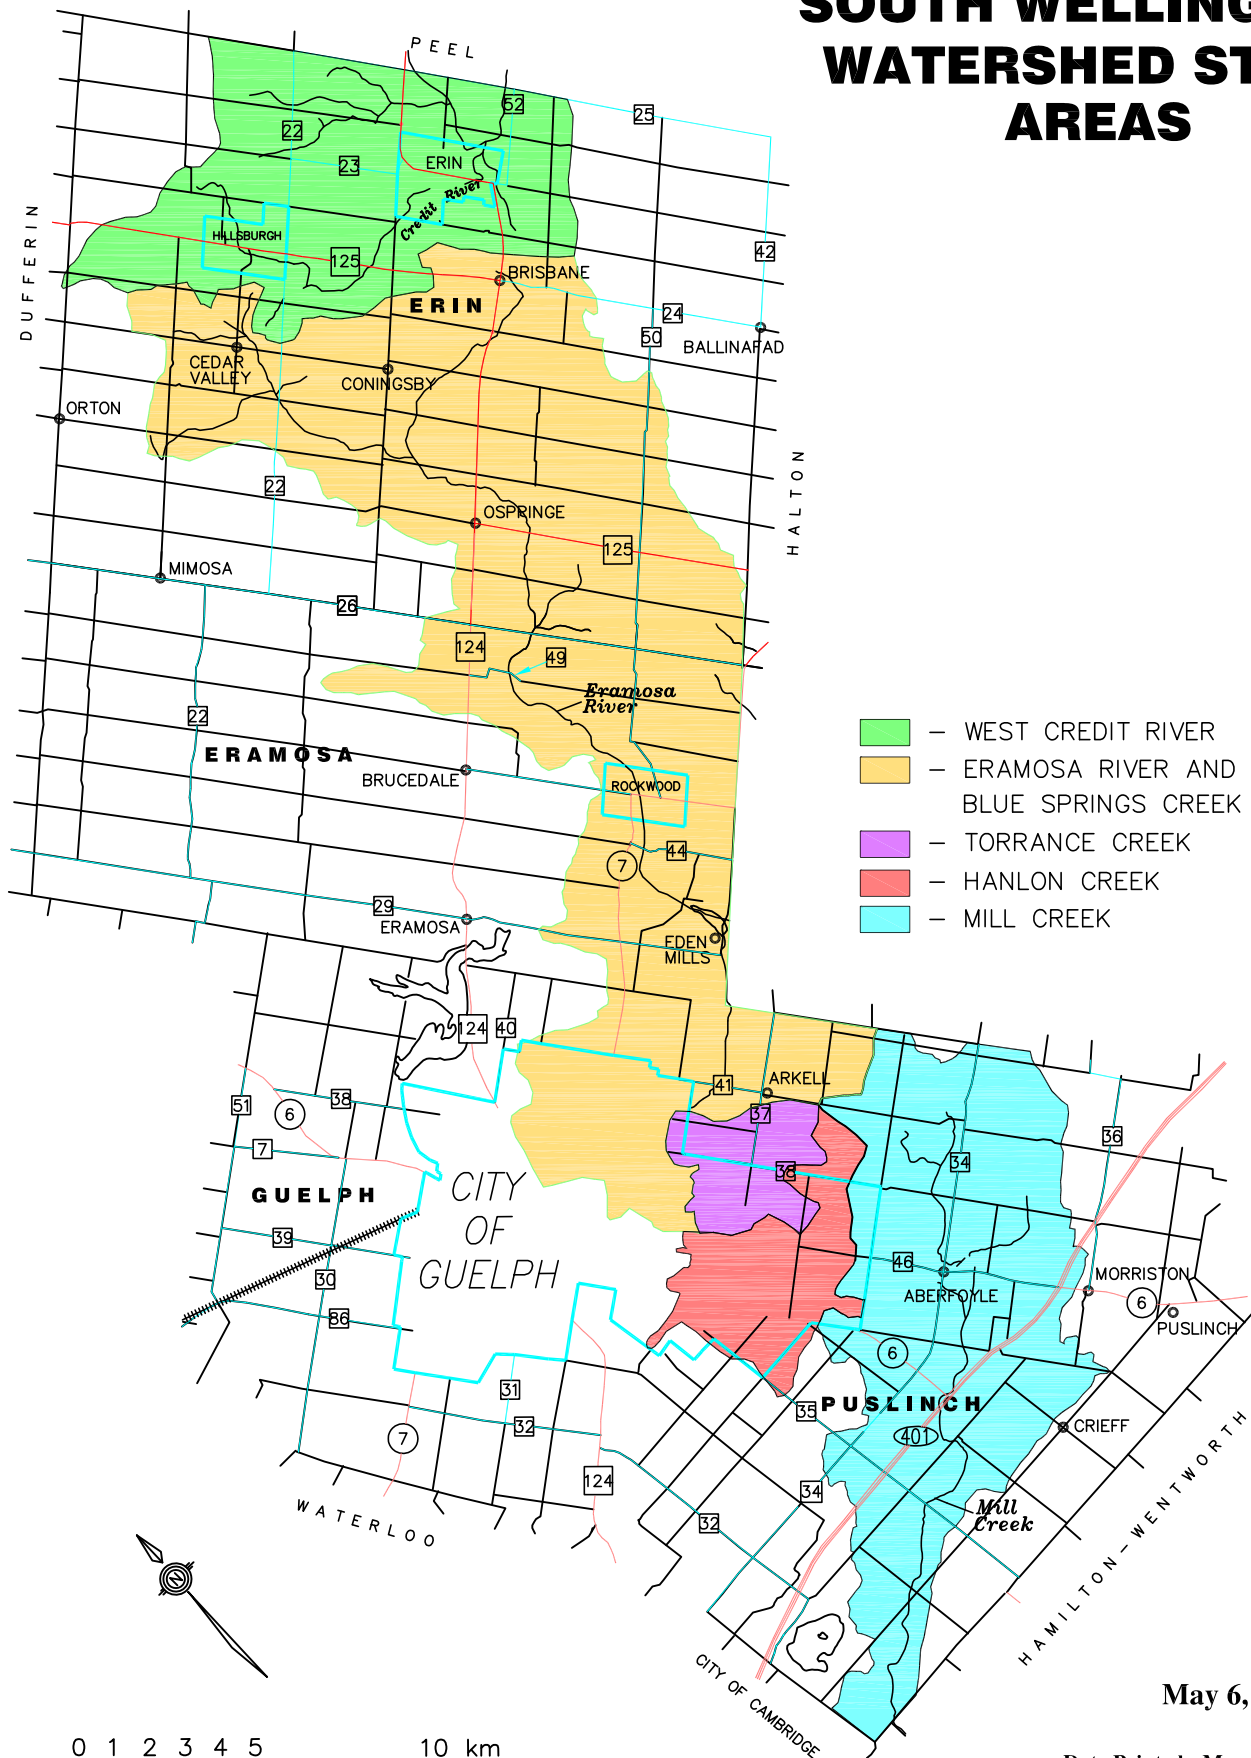 SOUTH WELLING
WATERSHED ST
AREAS
PEEL
52
25
22
23
ERIN
Credit River
DUFFERIN
HILLSBURGH
125
42
BRISBANE
ERIN
24
50
BALLINAFAD
CEDAR
VALLEY
CONINGSBY
ORTON
HALTON
22
OSPRINGE
125
MIMOSA
26
124
49
Eramosa
River
22
ERAMOSA
BRUCEDALE
ROCKWOOD
WEST CREDIT RIVER
– ERAMOSA RIVER AND
BLUE SPRINGS CREEK
– TORRANCE CREEK
– HANLON CREEK
– MILL CREEK
44
7
29
ERAMOSA
EDEN
MILLS
124
40
41
ARKELL
37
51
38
6
7
36
34
38
GUELPH
CITY
OF
GUELPH
39
30
86
46
ABERFOYLE
MORRISTON
6
PUSLINCH
6
31
32
7
35
PUSLINCH
401
CRIEFF
124
34
32
Mill
Creek
WATERLOO
HAMILTON–WENTWORTH
N
CITY OF CAMBRIDGE
May 6,
0 1 2 3 4 5 10 km